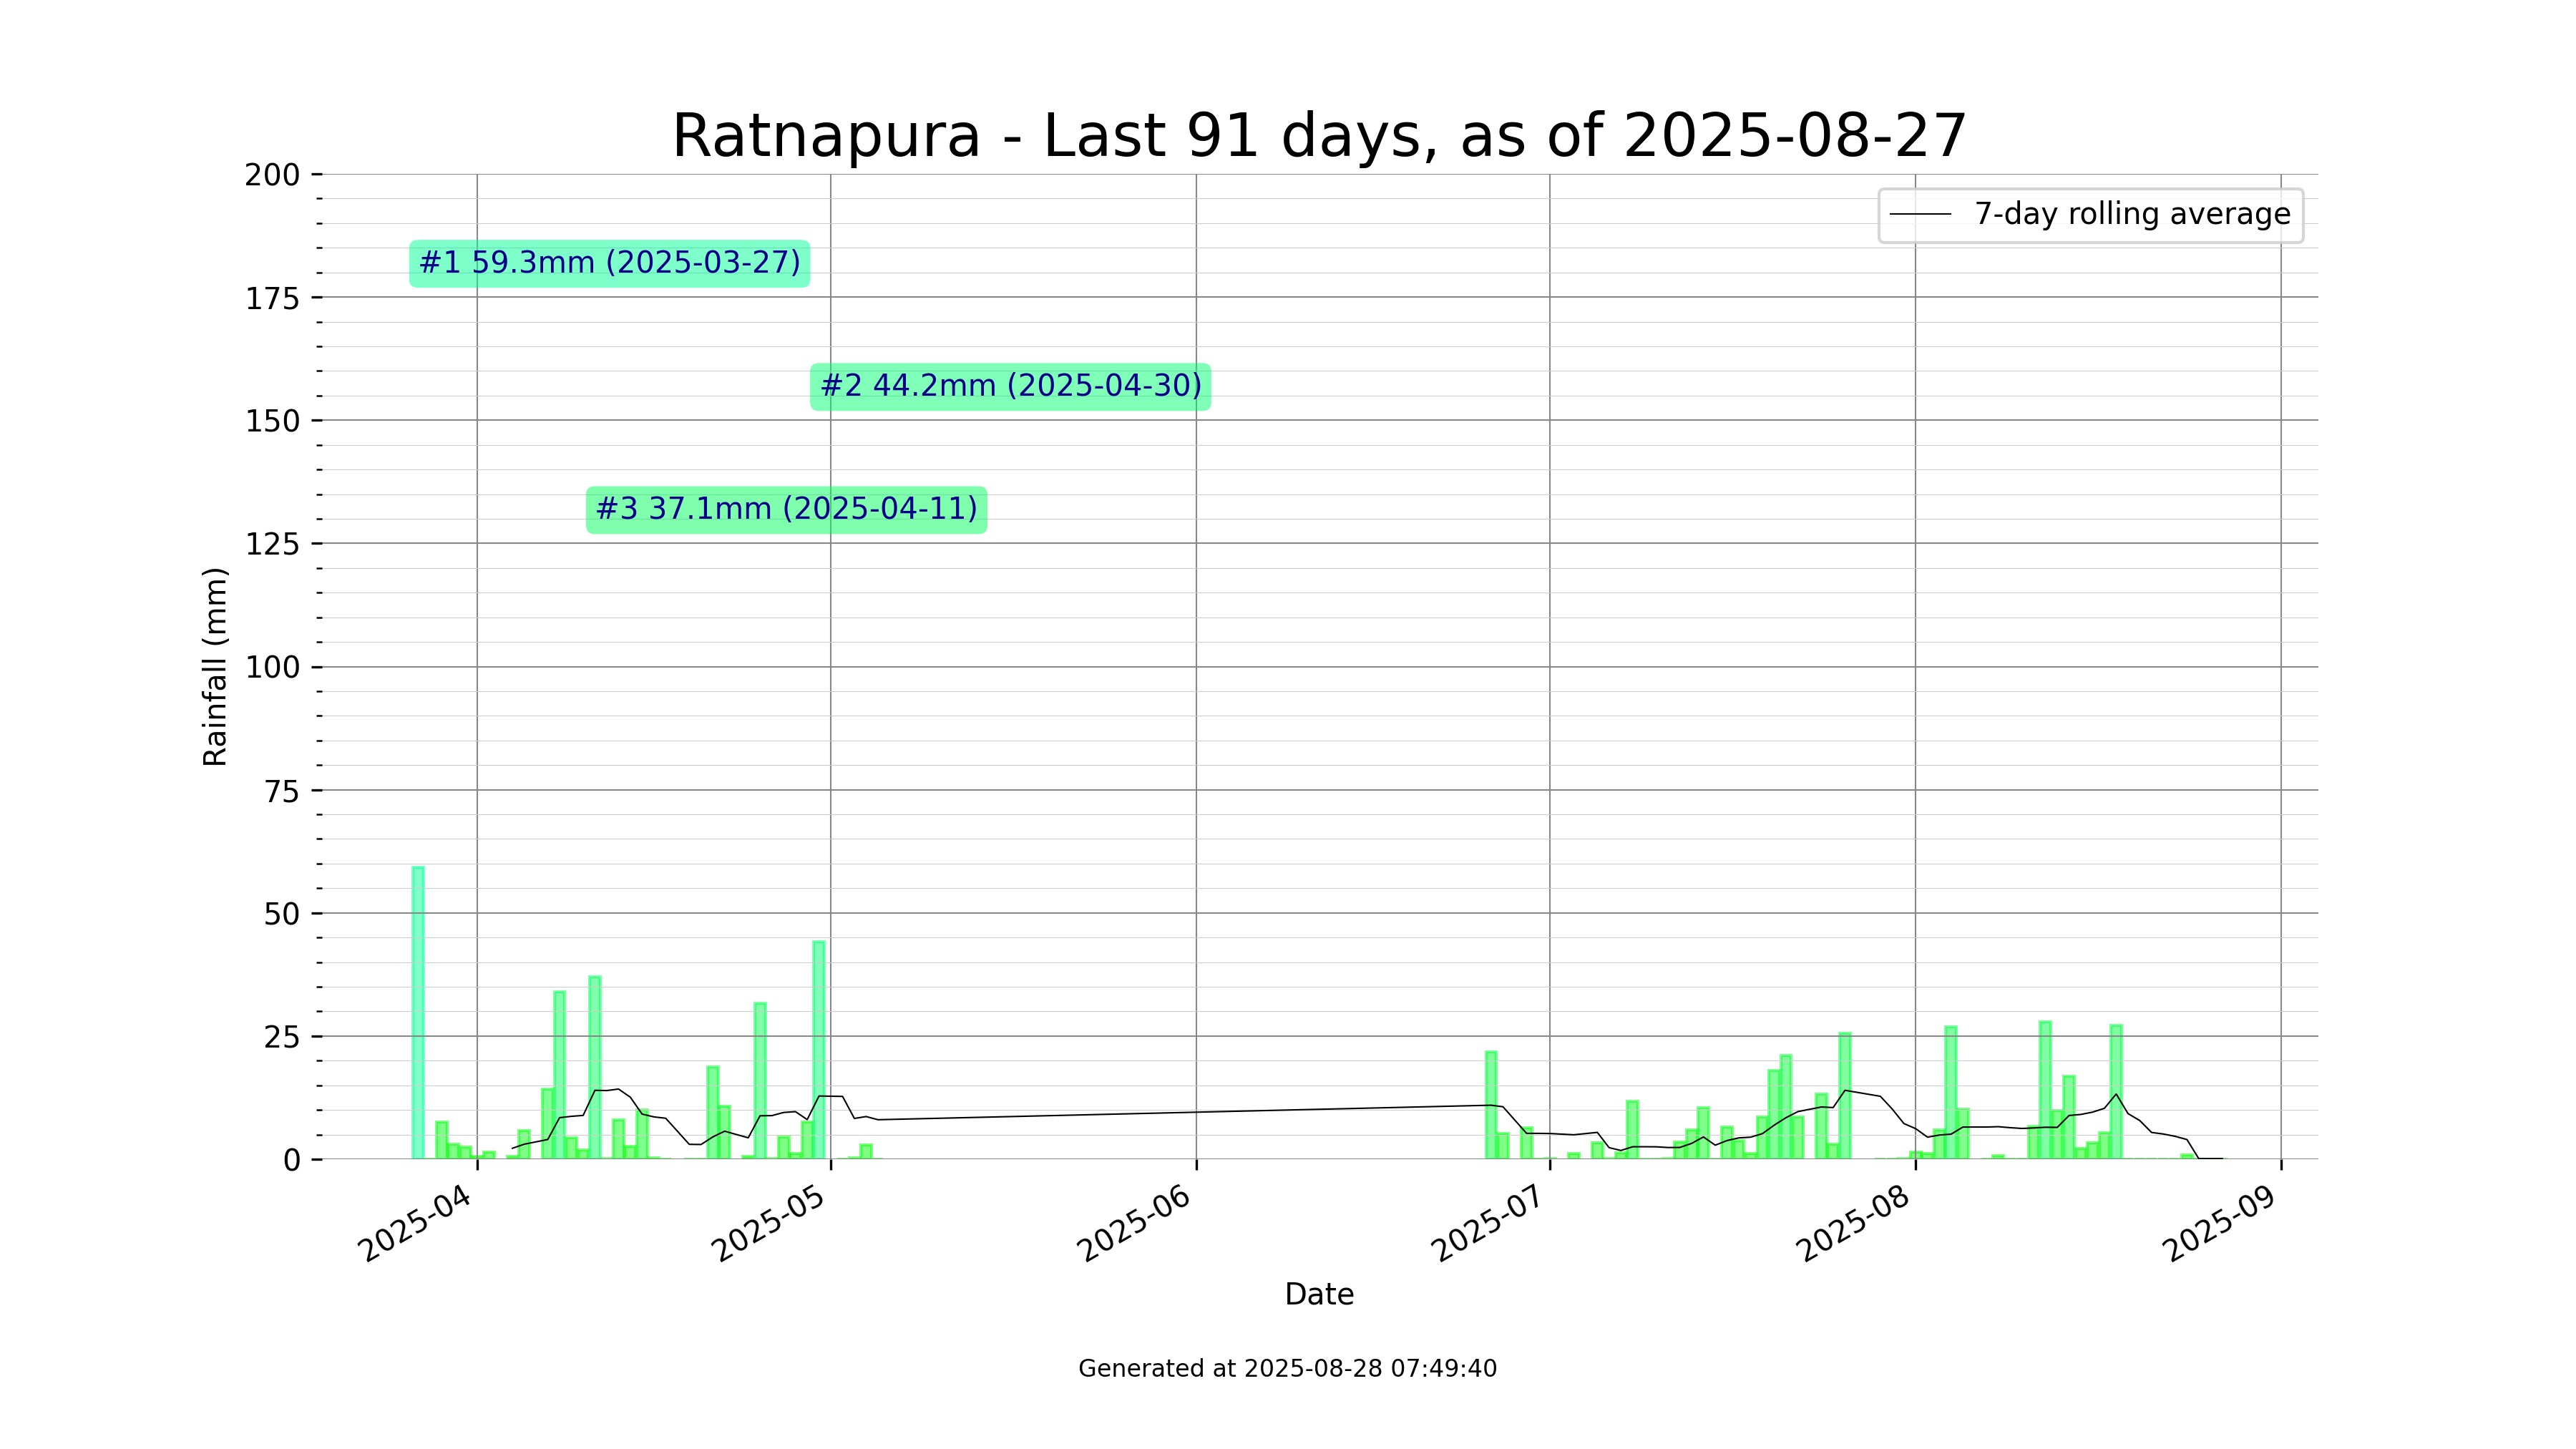 Ratnapura - Last 91 days, as of 2025-08-27
7-day rolling average
#1 59.3mm (2025-03-27)
#2 44.2mm (2025-04-30)
#3 37.1mm (2025-04-11)
Rainfall (mm)
200
175
150
125
100
75
50
25
0
2025-04
2025-05
2025-06
2025-07
2025-08
2025-09
Date
Generated at 2025-08-28 07:49:40